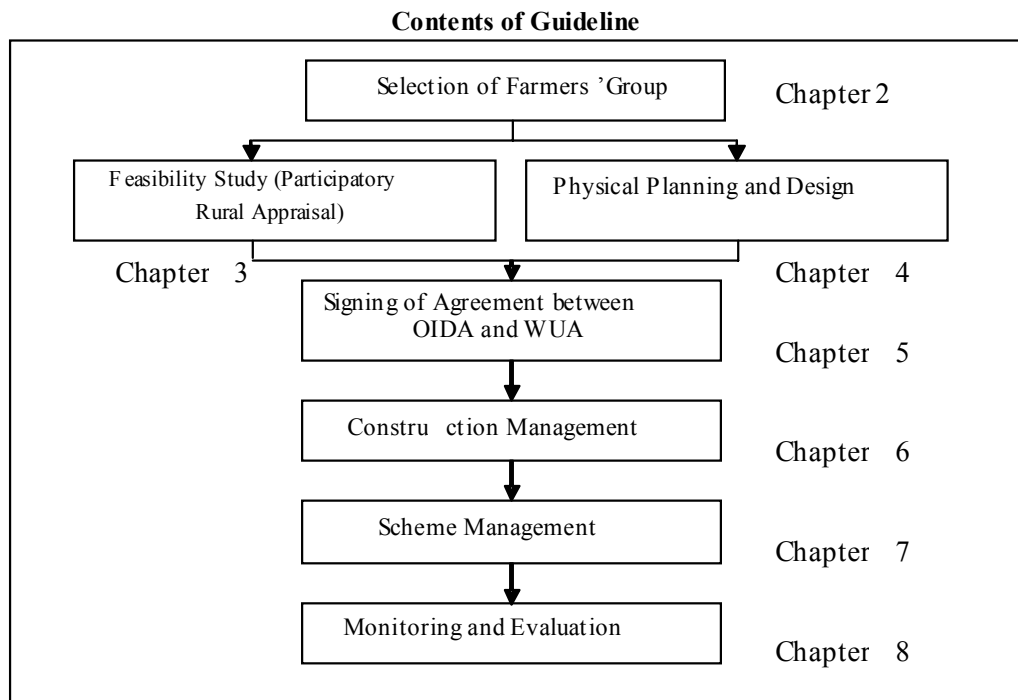 Contents of Guideline
Selection of Farmers 'Group
Chapter 2
Feasibility Study (Participatory
Rural Appraisal)
Physical Planning and Design
Chapter 3
Chapter 4
Signing of Agreement between
OIDA and WUA
Chapter 5
Constru ction Management
Chapter 6
Scheme Management
Chapter 7
Monitoring and Evaluation
Chapter 8